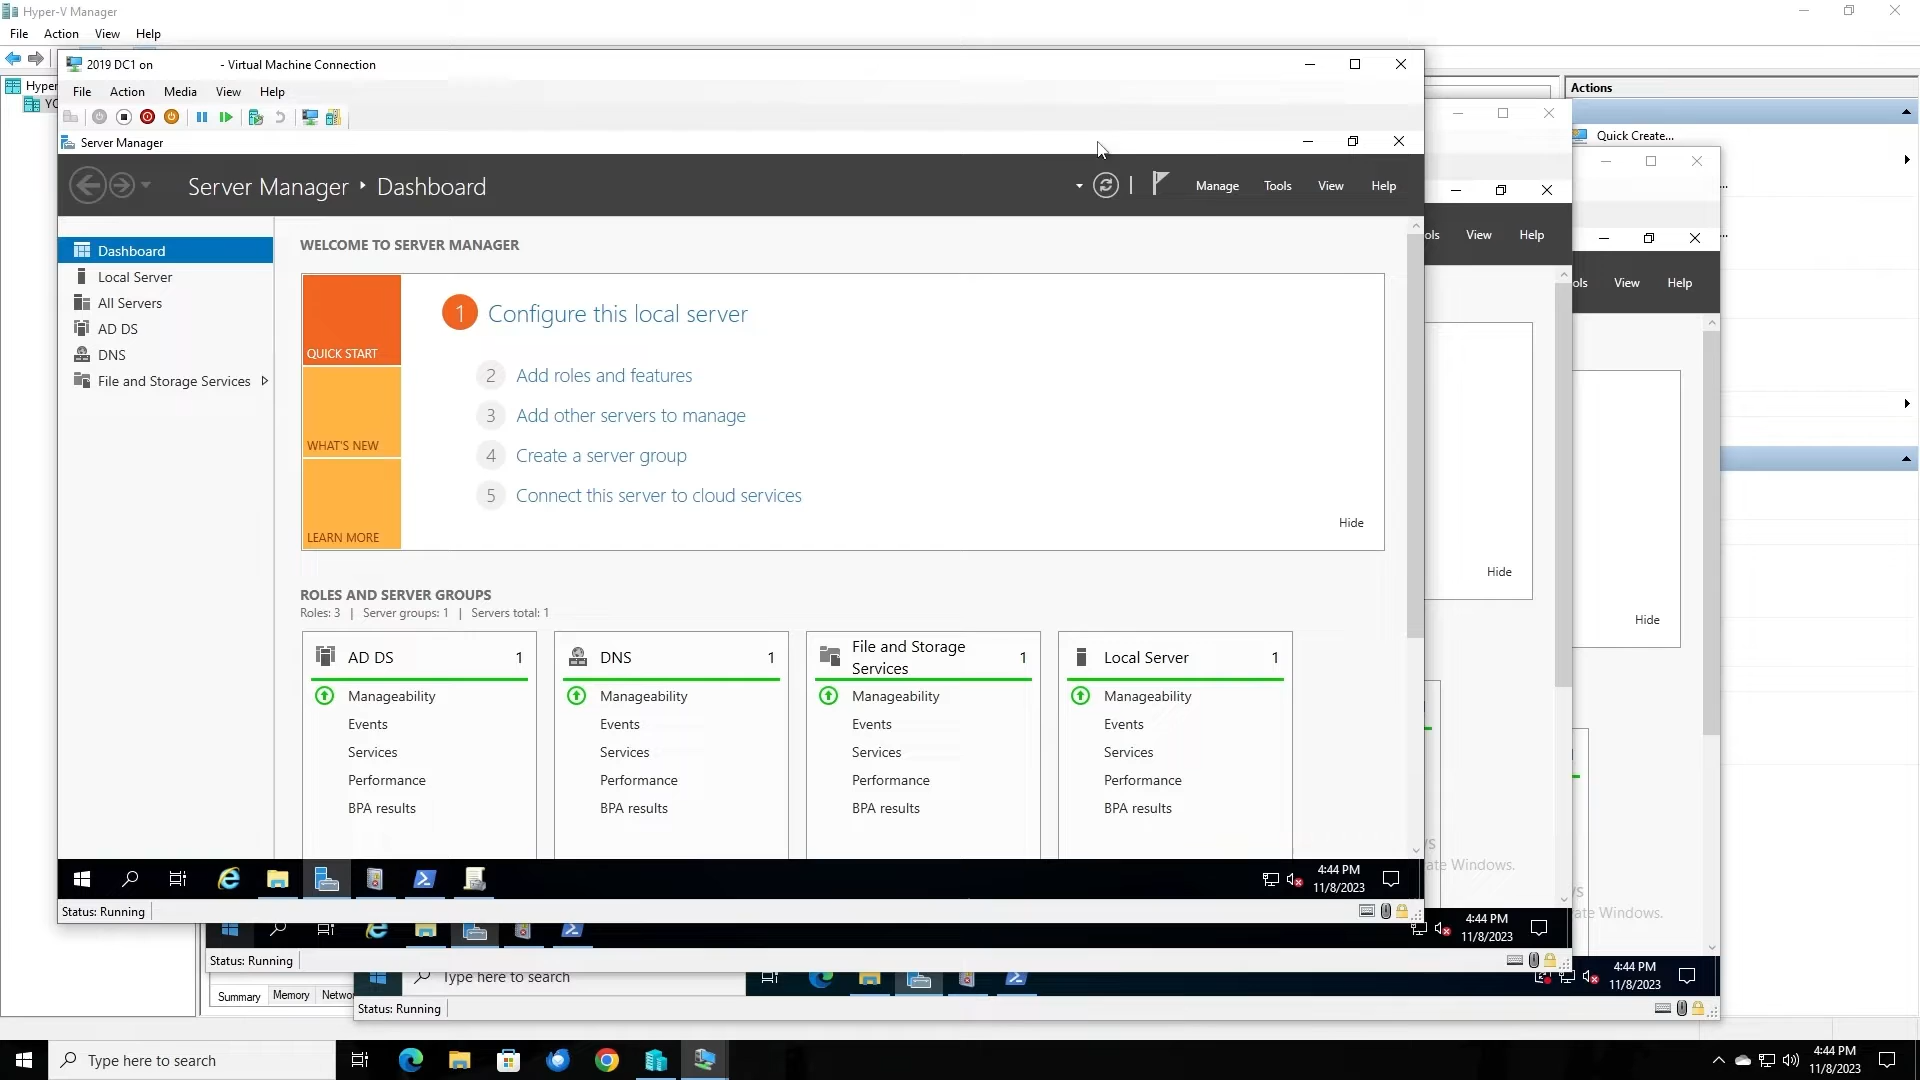 Hyper-V Manager
File Action View Help
2019 DC1 on - Virtual Machine Connection
File Action Media View Help
Server Manager
Server Manager Dashboard
Manage Tools View Help
Dashboard
Local Server
All Servers
AD DS
DNS
File and Storage Services
WELCOME TO SERVER MANAGER
QUICK START
WHAT'S NEW
LEARN MORE
1 Configure this local server
2 Add roles and features
3 Add other servers to manage
4 Create a server group
5 Connect this server to cloud services
Hide
ROLES AND SERVER GROUPS
Roles: 3 | Server groups: 1 | Servers total: 1
AD DS 1
Manageability
Events
Services
Performance
BPA results
DNS 1
Manageability
Events
Services
Performance
BPA results
File and Storage
Services 1
Manageability
Events
Services
Performance
BPA results
Local Server 1
Manageability
Events
Services
Performance
BPA results
4:44 PM
11/8/2023
Status: Running
View Help
Hide
Windows.
4:44 PM
11/8/2023
Status: Running
View Help
Hide
Windows.
Type here to search
4:44 PM
11/8/2023
Status: Running
Summary Memory
Actions
Quick Create...
Type here to search
4:44 PM
11/8/2023